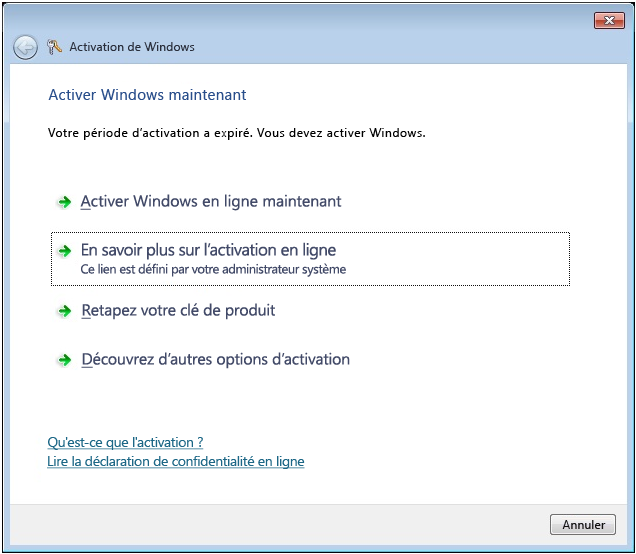 Activation de Windows
Activer Windows maintenant
Votre période d'activation a expiré. Vous devez activer Windows.
Activer Windows en ligne maintenant
En savoir plus sur l'activation en ligne
Ce lien est défini par votre administrateur système
Retapez votre clé de produit
Découvrez d'autres options d'activation
Qu'est-ce que l'activation ?
Lire la déclaration de confidentialité en ligne
Annuler